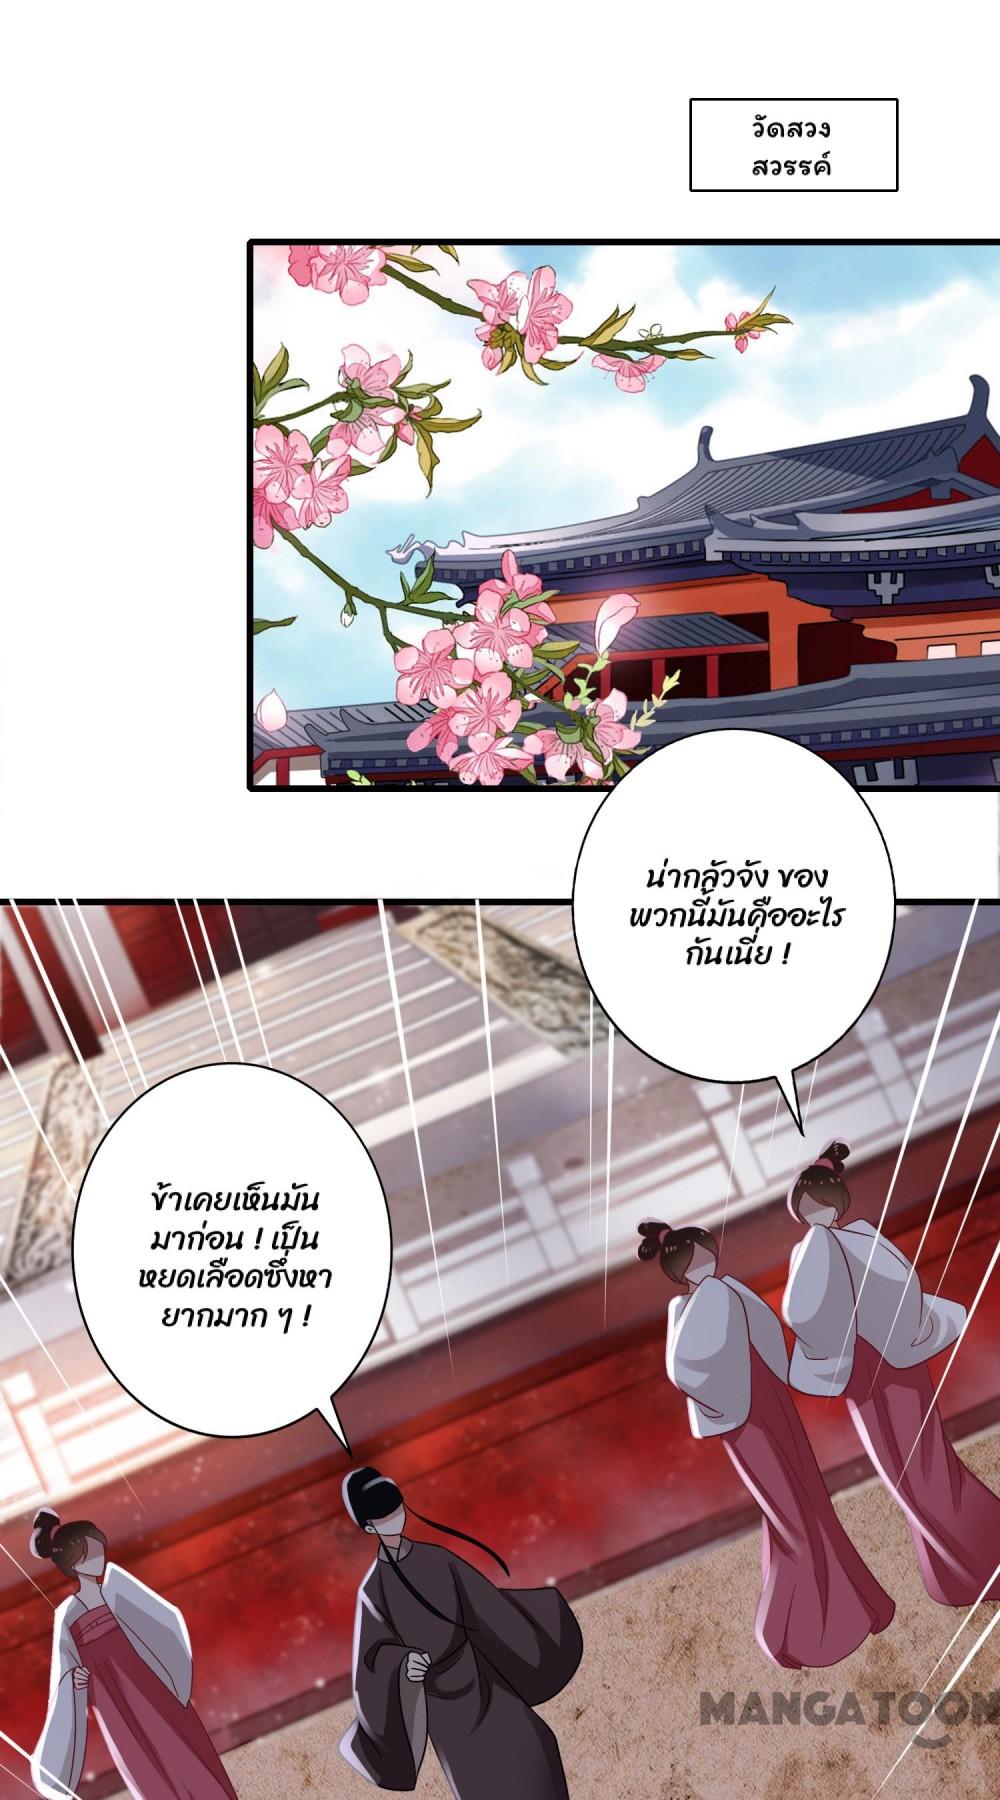 วัดสวง
สวรรค์
น่ากลัวจัง ของ
พวกนี้มันคืออะไร
กันเนี่ย !
ข้าเคยเห็นมัน
มาก่อน ! เป็น
หยดเลือดซึ่งหา
ยากมาก ๆ !
MANGATOON